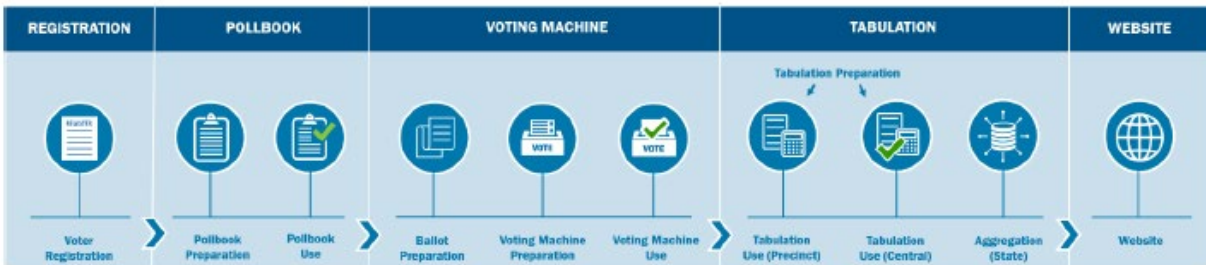 REGISTRATION
POLLBOOK
VOTING MACHINE
TABULATION
WEBSITE
Tabulation Preparation
REGISTER
VOTE
VOTE
Voter
Registration
Pollbook
Preparation
Pollbook
Use
Ballot
Preparation
Voting Machine
Preparation
Voting Machine
Use
Tabulation
Use (Precinct)
Tabulation
Use (Central)
Aggregation
(State)
Website